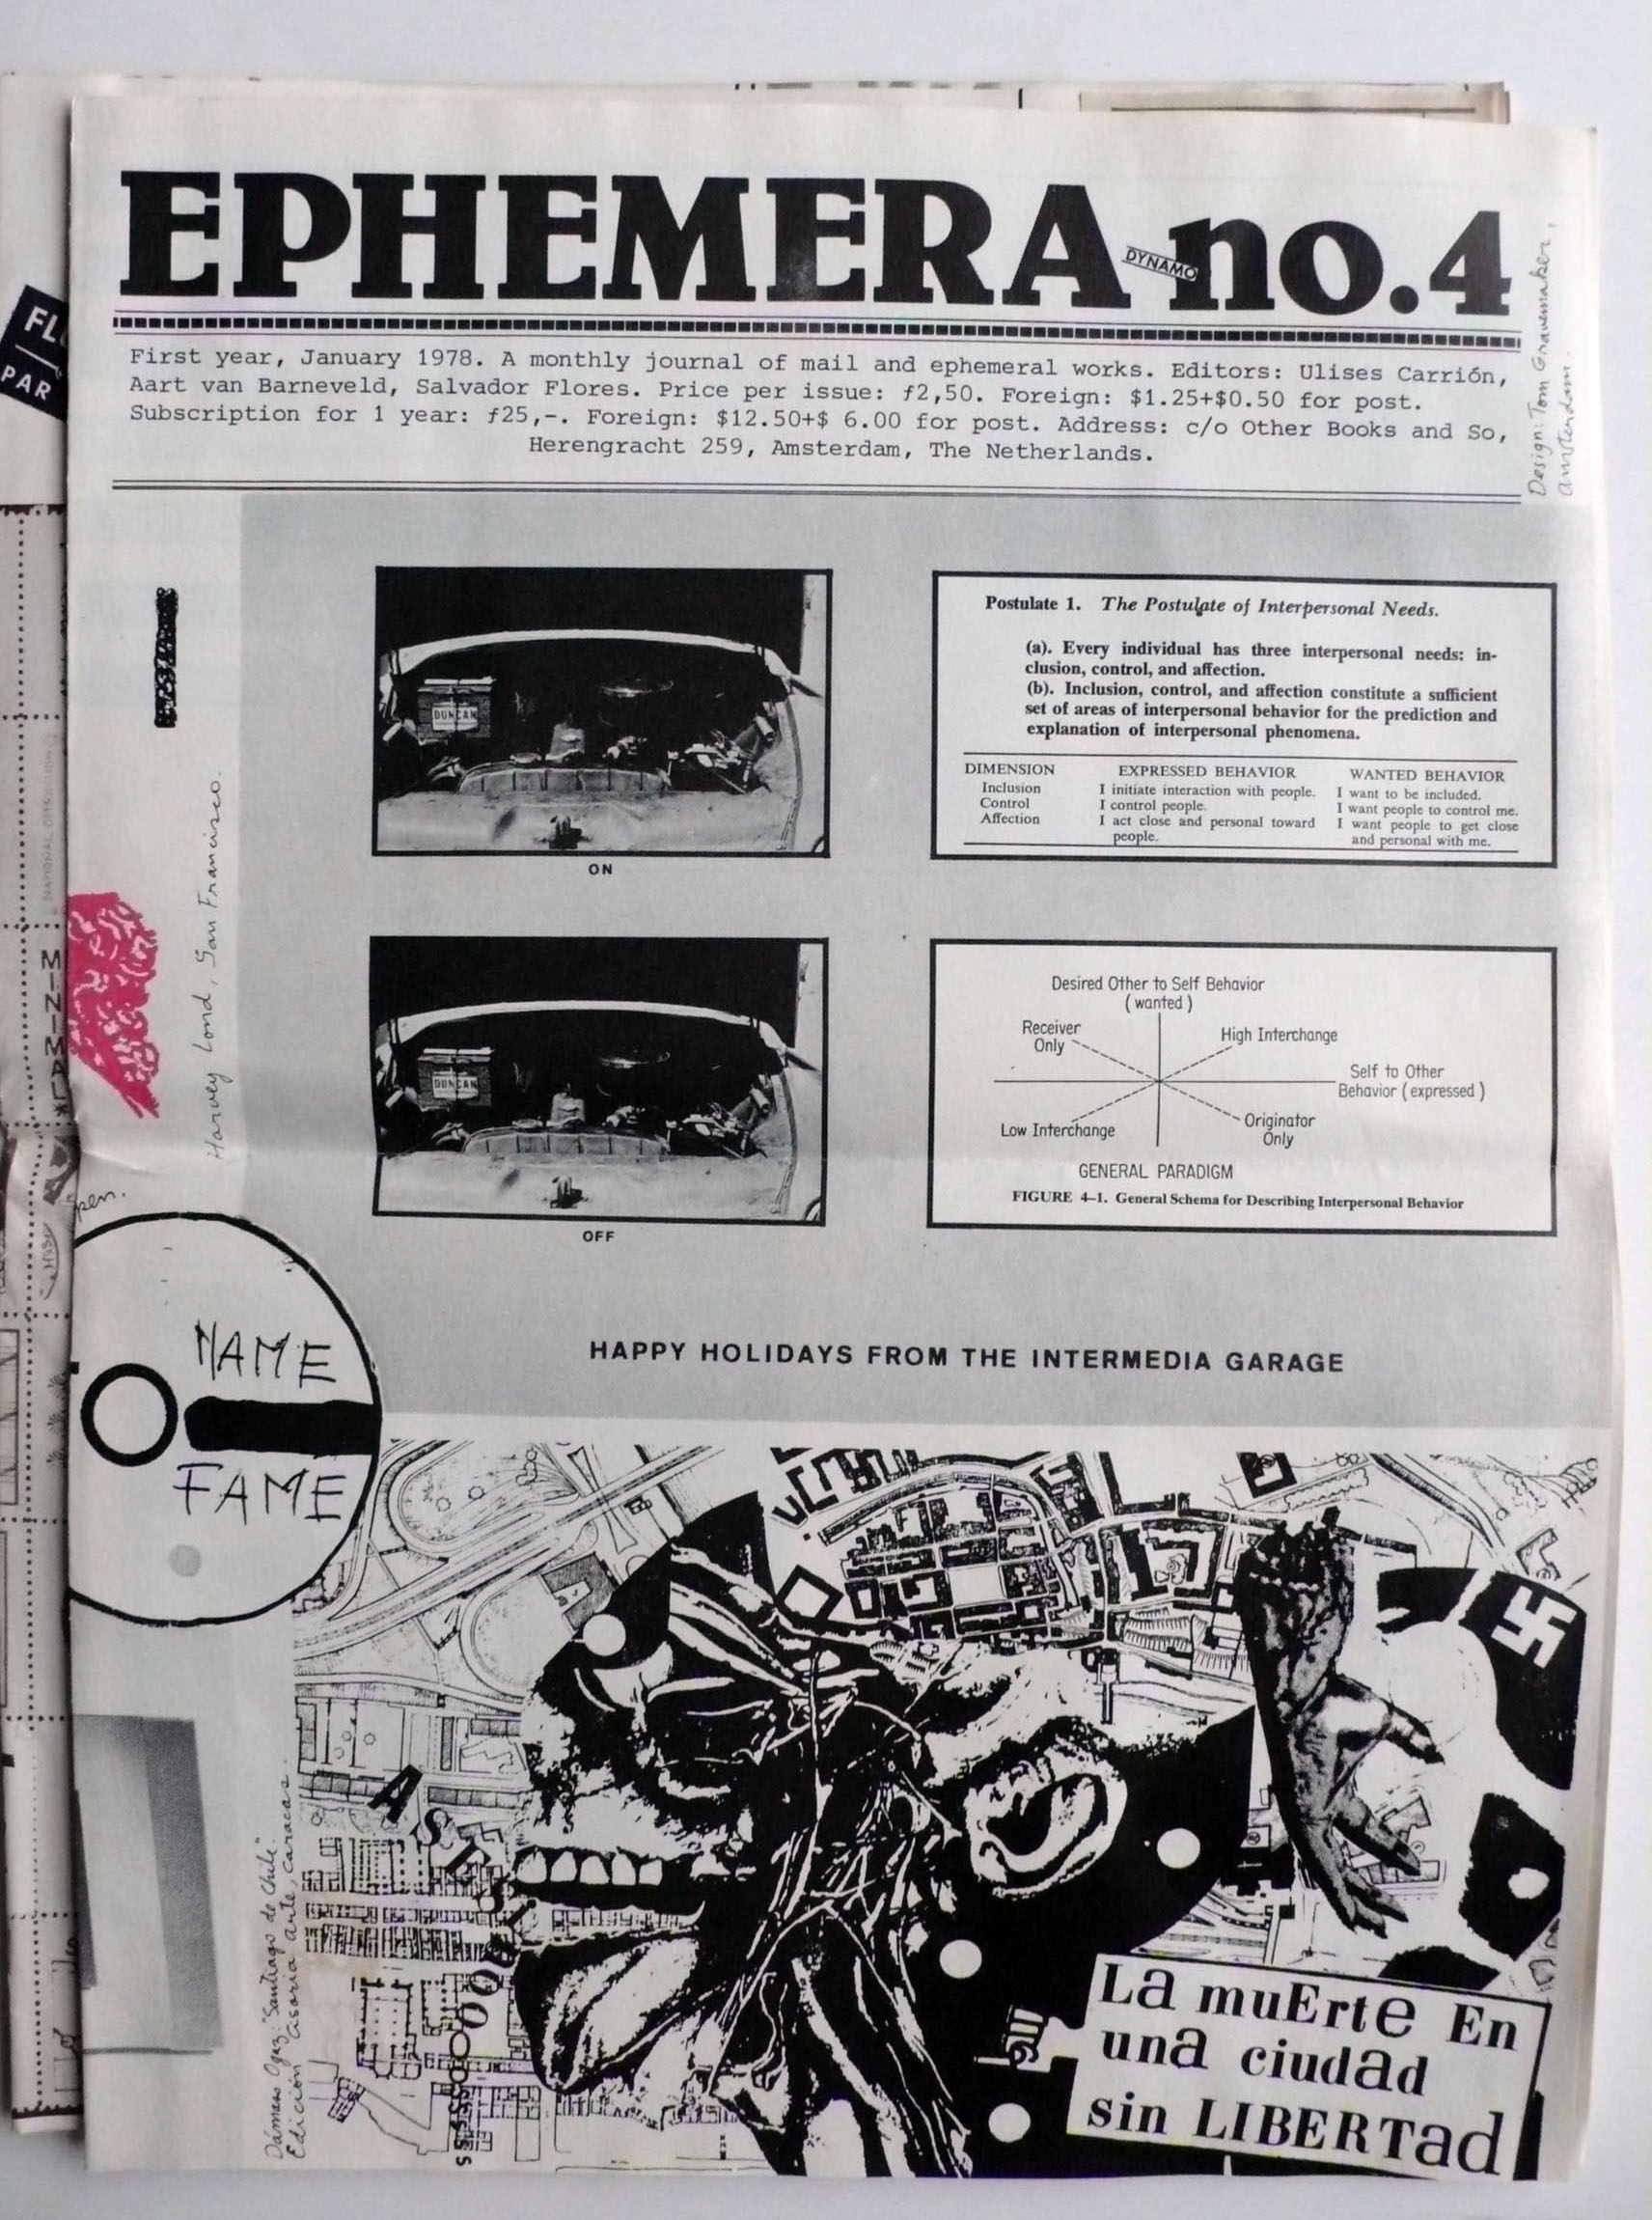 EPHEMERA no.4
DYNAMO
First year, January 1978. A monthly journal of mail and ephemeral works. Editors: Ulises Carrión,
Aart van Barneveld, Salvador Flores. Price per issue: ƒ2,50. Foreign: $1.25+$0.50 for post.
Subscription for 1 year: ƒ25,-. Foreign: $12.50+$ 6.00 for post. Address: c/o Other Books and So,
Herengracht 259, Amsterdam, The Netherlands.
Design: Tom Gravemaker,
Amsterdam.
PAR
MINIMAL
pen.
Harvey Lond, San Francisco.
DUNCAN
ON
Postulate 1. The Postulate of Interpersonal Needs.
(a). Every individual has three interpersonal needs: in-
clusion, control, and affection.
(b). Inclusion, control, and affection constitute a sufficient
set of areas of interpersonal behavior for the prediction and
explanation of interpersonal phenomena.
DIMENSION EXPRESSED BEHAVIOR WANTED BEHAVIOR
Inclusion I initiate interaction with people. I want to be included.
Control I control people. I want people to control me.
Affection I act close and personal toward I want people to get close
people. and personal with me.
DUNCAN
OFF
Desired Other to Self Behavior
(wanted)
Receiver
Only
High Interchange
Self to Other
Behavior (expressed)
Low Interchange
Originator
Only
GENERAL PARADIGM
FIGURE 4–1. General Schema for Describing Interpersonal Behavior
HAPPY HOLIDAYS FROM THE INTERMEDIA GARAGE
NAME
FAME
Dámaso Ogaz: "Santiago de Chile"
La muErte En
una ciudad
sin LIBERTad